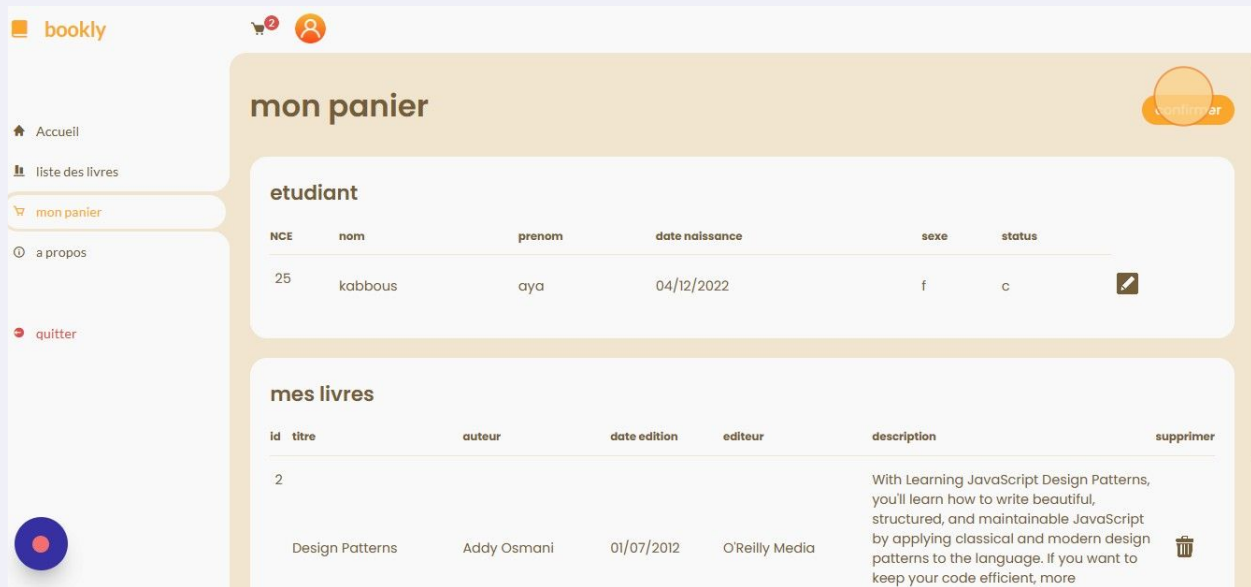 bookly
2
mon panier
confirmer
Accueil
liste des livres
mon panier
a propos
quitter
etudiant
NCE nom prenom date naissance sexe status
25 kabbous aya 04/12/2022 f c
mes livres
id titre auteur date edition editeur description supprimer
2 Design Patterns Addy Osmani 01/07/2012 O'Reilly Media
With Learning JavaScript Design Patterns,
you'll learn how to write beautiful,
structured, and maintainable JavaScript
by applying classical and modern design
patterns to the language. If you want to
keep your code efficient, more